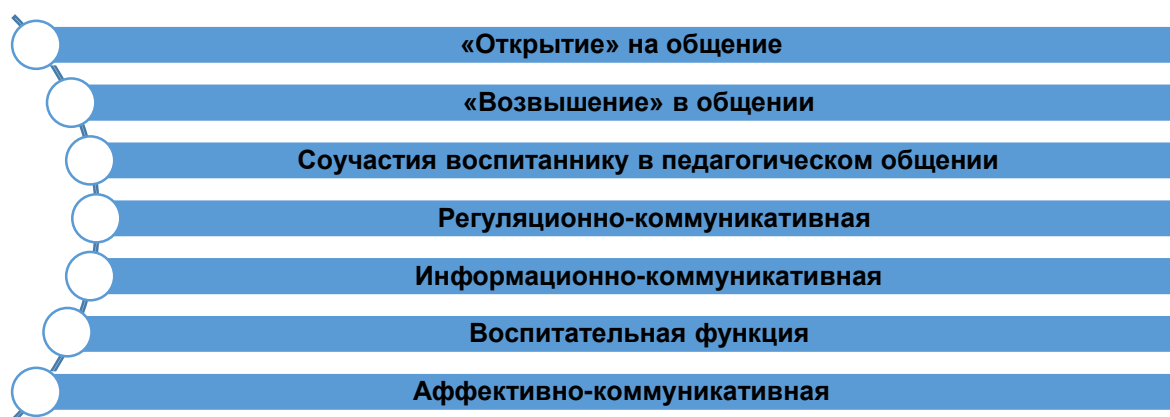 «Открытие» на общение
«Возвышение» в общении
Соучастия воспитаннику в педагогическом общении
Регуляционно-коммуникативная
Информационно-коммуникативная
Воспитательная функция
Аффективно-коммуникативная